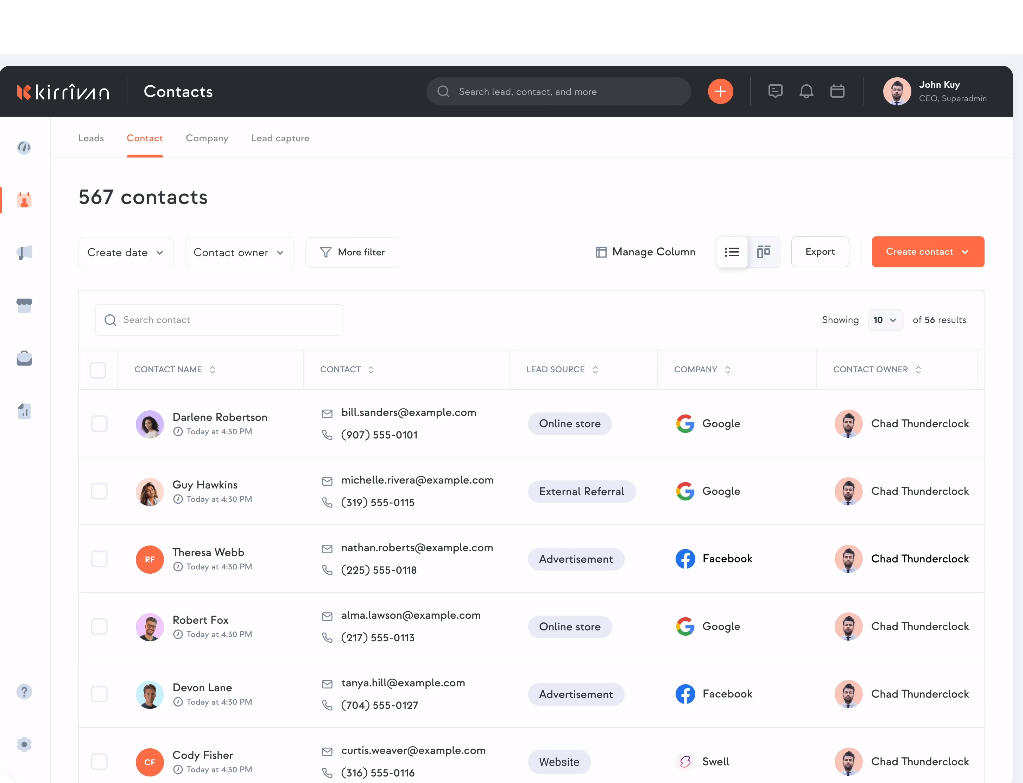 kirrîvan
Contacts
Search lead, contact, and more
John Kuy
CEO, Superadmin
Leads
Contact
Company
Lead capture
567 contacts
Create date
Contact owner
More filter
Manage Column
Export
Create contact
Search contact
Showing 10 of 56 results
CONTACT NAME
CONTACT
LEAD SOURCE
COMPANY
CONTACT OWNER
Darlene Robertson
Today at 4:30 PM
bill.sanders@example.com
(907) 555-0101
Online store
Google
Chad Thunderclock
Guy Hawkins
Today at 4:30 PM
michelle.rivera@example.com
(319) 555-0115
External Referral
Google
Chad Thunderclock
RF
Theresa Webb
Today at 4:30 PM
nathan.roberts@example.com
(225) 555-0118
Advertisement
Facebook
Chad Thunderclock
Robert Fox
Today at 4:30 PM
alma.lawson@example.com
(217) 555-0113
Online store
Google
Chad Thunderclock
Devon Lane
Today at 4:30 PM
tanya.hill@example.com
(704) 555-0127
Advertisement
Facebook
Chad Thunderclock
CF
Cody Fisher
Today at 4:30 PM
curtis.weaver@example.com
(316) 555-0116
Website
Swell
Chad Thunderclock
?